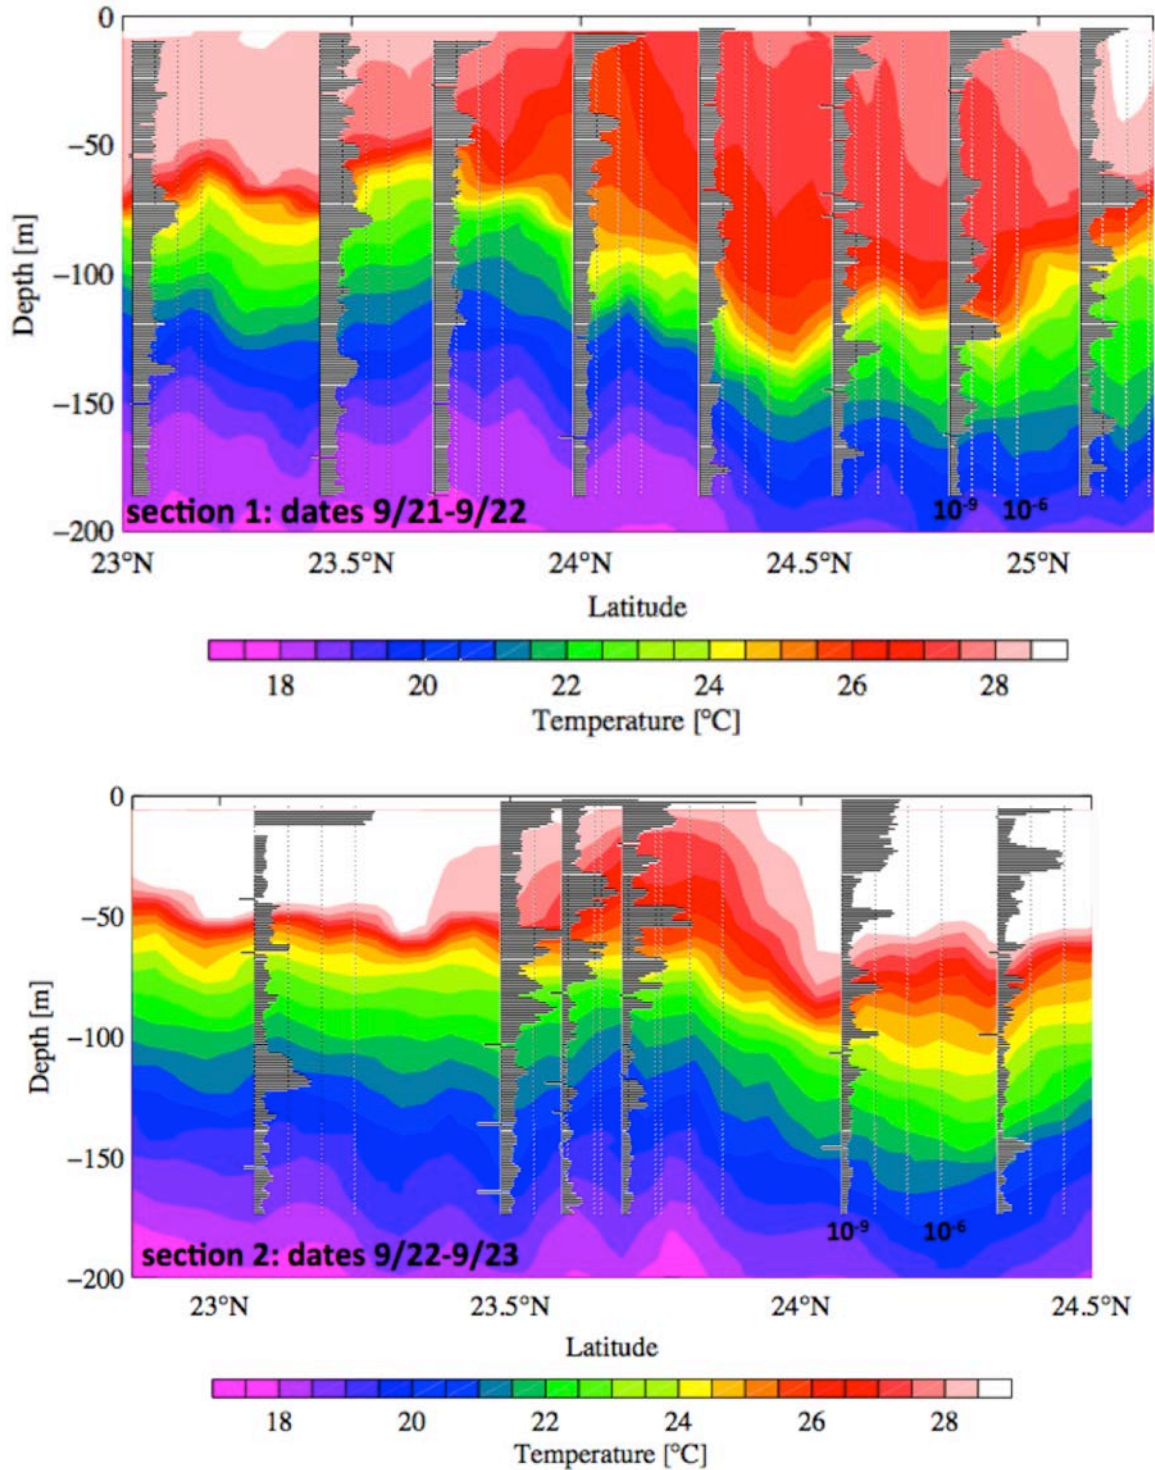 0
−50
−100
−150
−200
Depth [m]
section 1: dates 9/21-9/22
10⁻⁹ 10⁻⁶
23°N 23.5°N 24°N 24.5°N 25°N
Latitude
18 20 22 24 26 28
Temperature [°C]
0
−50
−100
−150
−200
Depth [m]
10⁻⁹ 10⁻⁶
section 2: dates 9/22-9/23
23°N 23.5°N 24°N 24.5°N
Latitude
18 20 22 24 26 28
Temperature [°C]